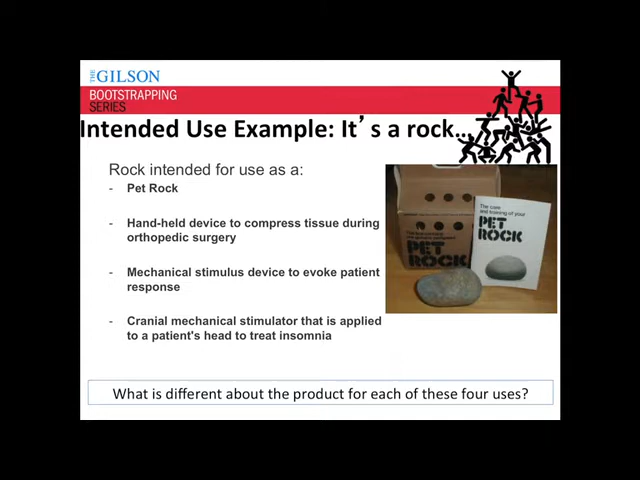 THE GILSON
BOOTSTRAPPING
SERIES
Intended Use Example: It's a rock...
Rock intended for use as a:
- Pet Rock
- Hand-held device to compress tissue during
orthopedic surgery
- Mechanical stimulus device to evoke patient
response
- Cranial mechanical stimulator that is applied
to a patient's head to treat insomnia
PET
ROCK
The care
and training of your
PET
ROCK
What is different about the product for each of these four uses?